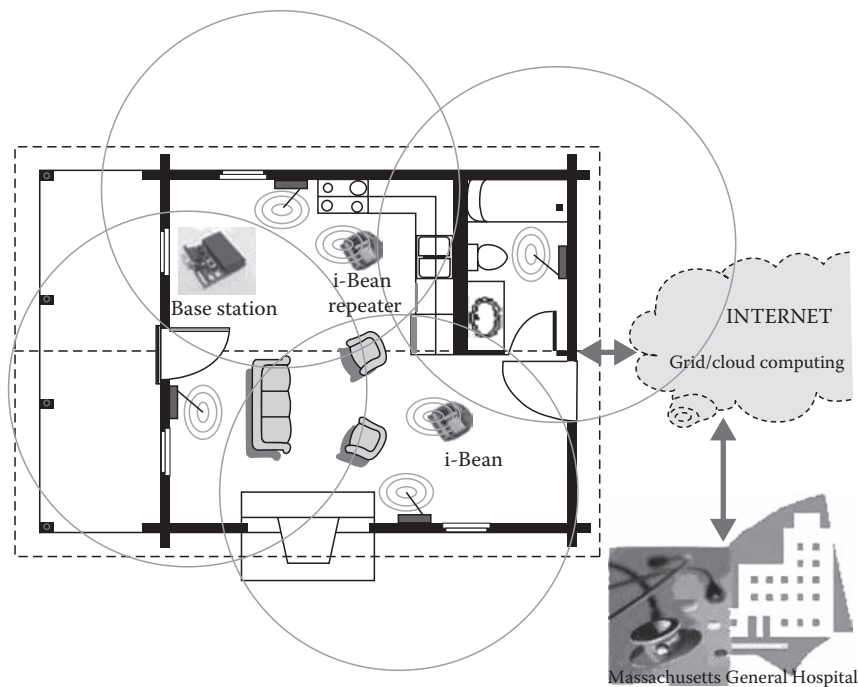 Base station
i-Bean
repeater
INTERNET
Grid/cloud computing
i-Bean
Massachusetts General Hospital